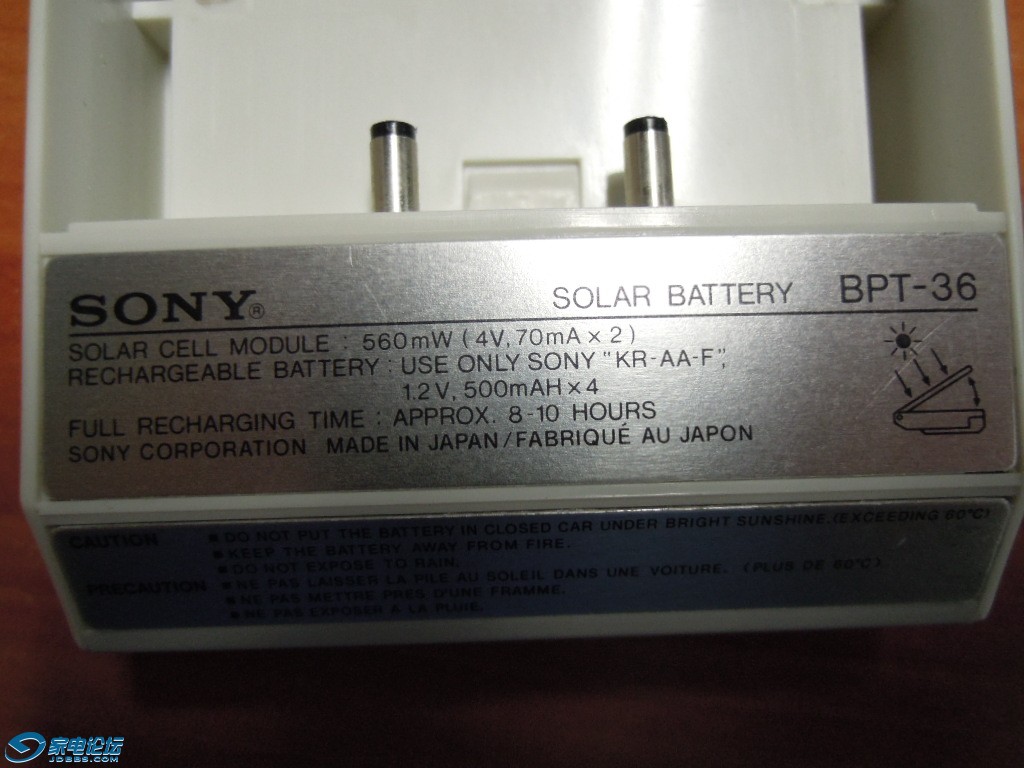 SONY® SOLAR BATTERY BPT-36
SOLAR CELL MODULE : 560mW (4V, 70mA × 2)
RECHARGEABLE BATTERY : USE ONLY SONY "KR-AA-F",
1.2V, 500mAH × 4
FULL RECHARGING TIME : APPROX. 8-10 HOURS
SONY CORPORATION MADE IN JAPAN/FABRIQUÉ AU JAPON
CAUTION ■ DO NOT PUT THE BATTERY IN CLOSED CAR UNDER BRIGHT SUNSHINE. (EXCEEDING 60°C)
■ KEEP THE BATTERY AWAY FROM FIRE.
■ DO NOT EXPOSE TO RAIN.
PRECAUTION ■ NE PAS LAISSER LA PILE AU SOLEIL DANS UNE VOITURE. (PLUS DE 60°C)
■ NE PAS METTRE PRES D'UNE FRAMME.
■ NE PAS EXPOSER A LA PLUIE.
家电论坛
JDBBS.COM